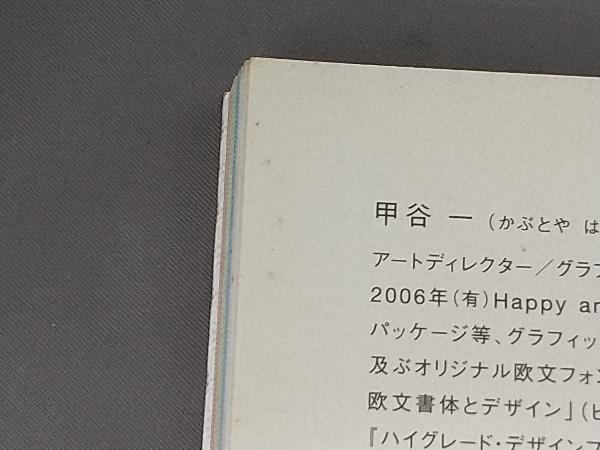 甲谷 一 (かぶとや は
アートディレクター／グラフ
2006年(有)Happy an
パッケージ等、グラフィッ
及ぶオリジナル欧文フォン
欧文書体とデザイン」(ビ
『ハイグレード・デザインフ